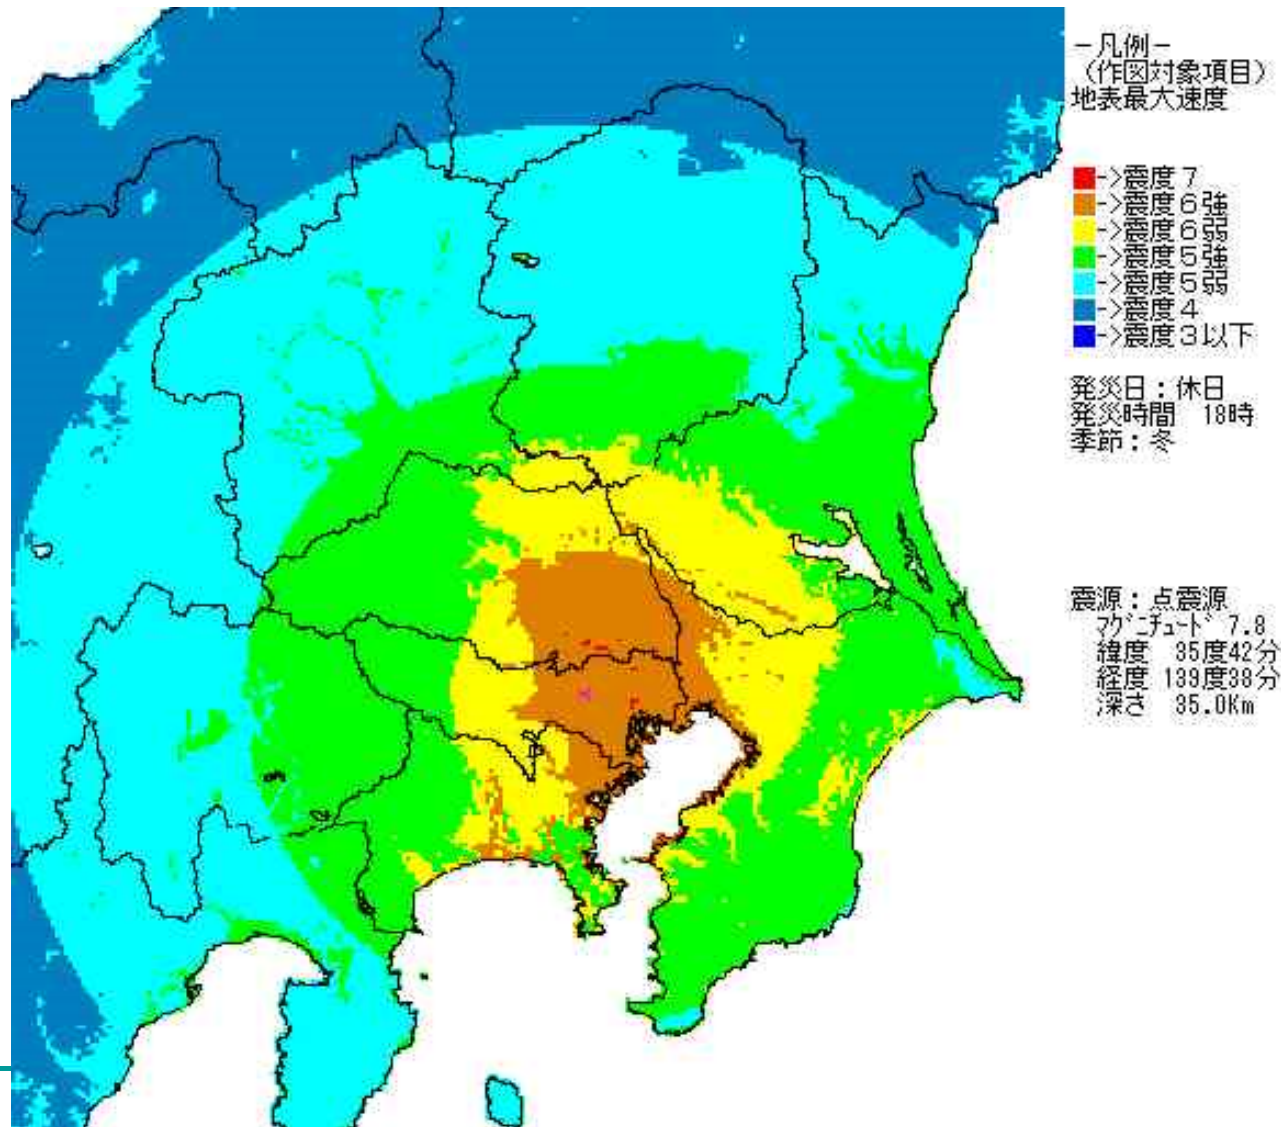 －凡例－
（作図対象項目）
地表最大速度
->震度７
->震度６強
->震度６弱
->震度５強
->震度５弱
->震度４
->震度３以下
発災日：休日
発災時間　18時
季節：冬
震源：点震源
ﾏｸﾞﾆﾁｭｰﾄﾞ 7.8
緯度　35度42分
経度 139度38分
深さ　35.0Km